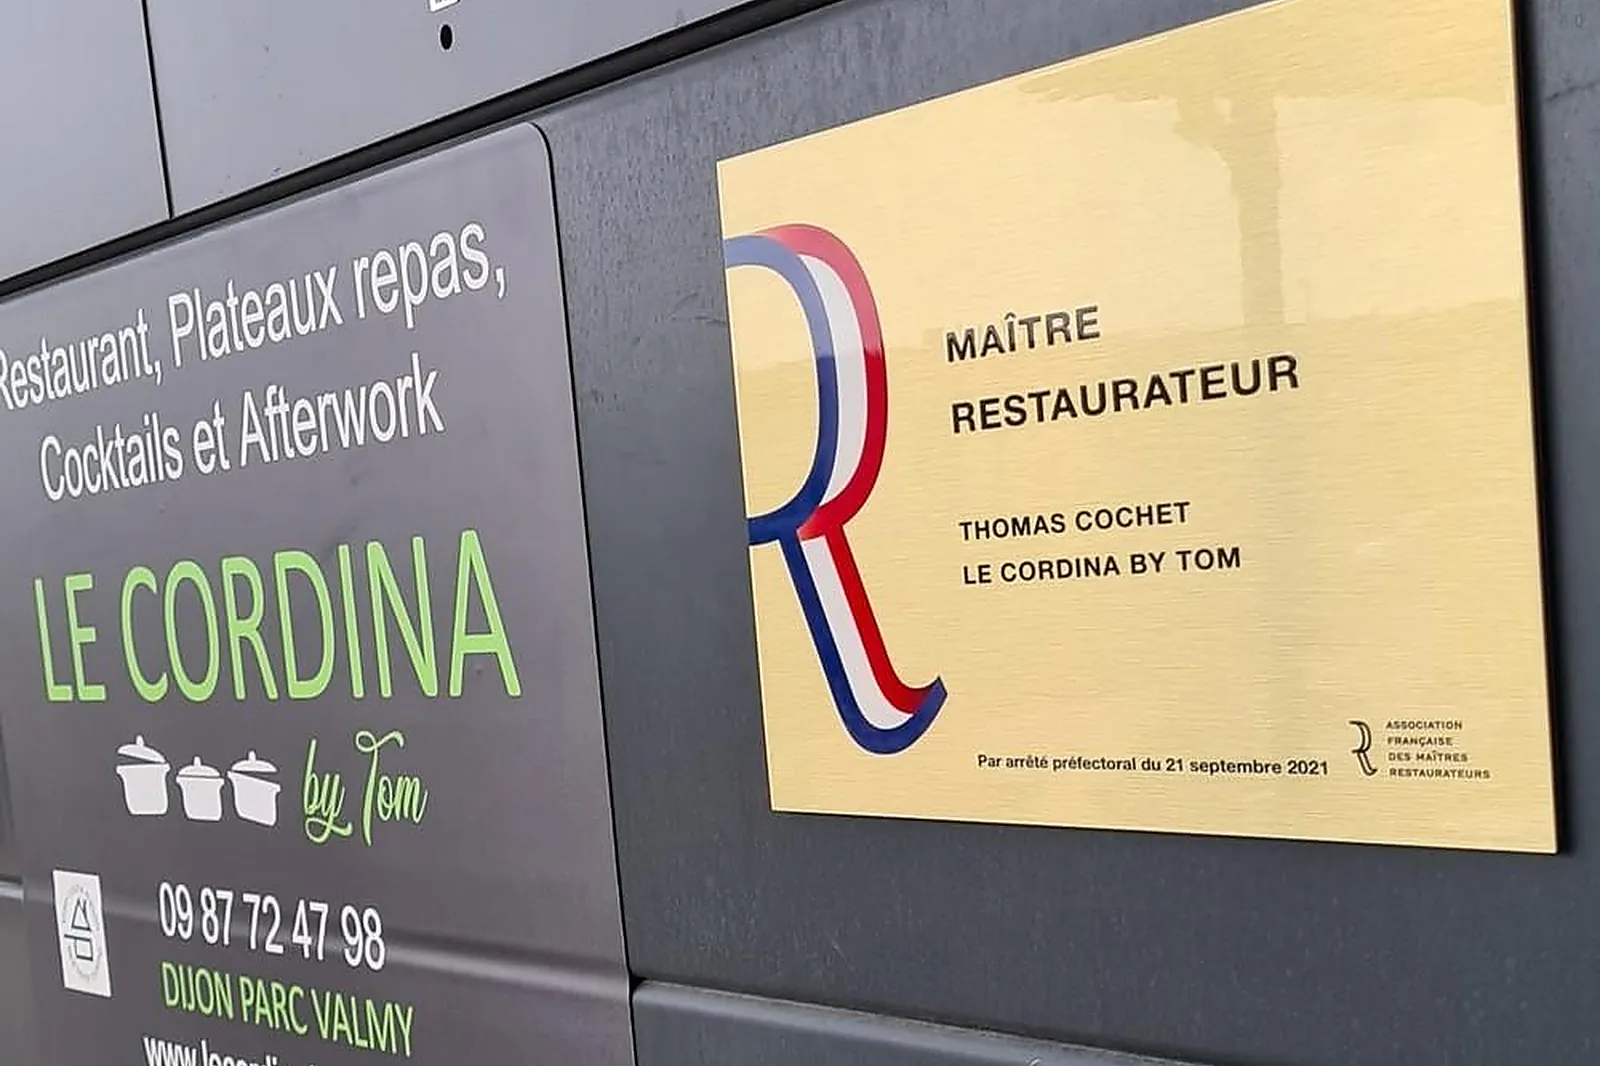 Restaurant, Plateaux repas,
Cocktails et Afterwork
LE CORDINA
by Tom
09 87 72 47 98
DIJON PARC VALMY
MAÎTRE
RESTAURATEUR
THOMAS COCHET
LE CORDINA BY TOM
Par arrêté préfectoral du 21 septembre 2021
ASSOCIATION
FRANÇAISE
DES MAÎTRES
RESTAURATEURS